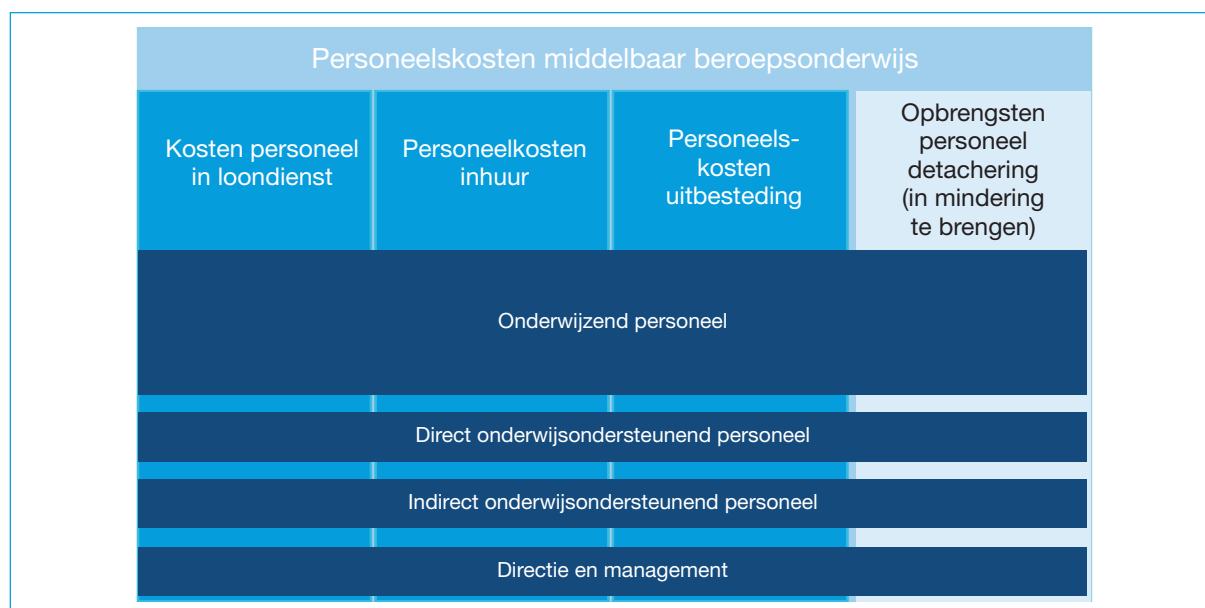 Personeelskosten middelbaar beroepsonderwijs
Kosten personeel
in loondienst
Personeelkosten
inhuur
Personeels-
kosten
uitbesteding
Opbrengsten
personeel
detachering
(in mindering
te brengen)
Onderwijzend personeel
Direct onderwijsondersteunend personeel
Indirect onderwijsondersteunend personeel
Directie en management